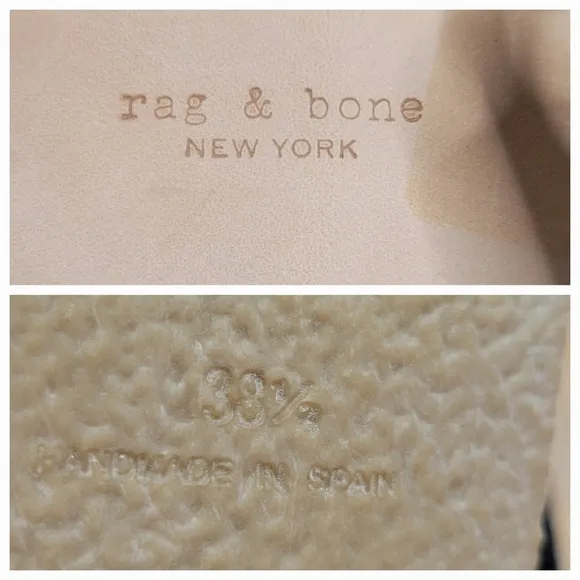 rag & bone
NEW YORK
38½
HANDMADE IN SPAIN